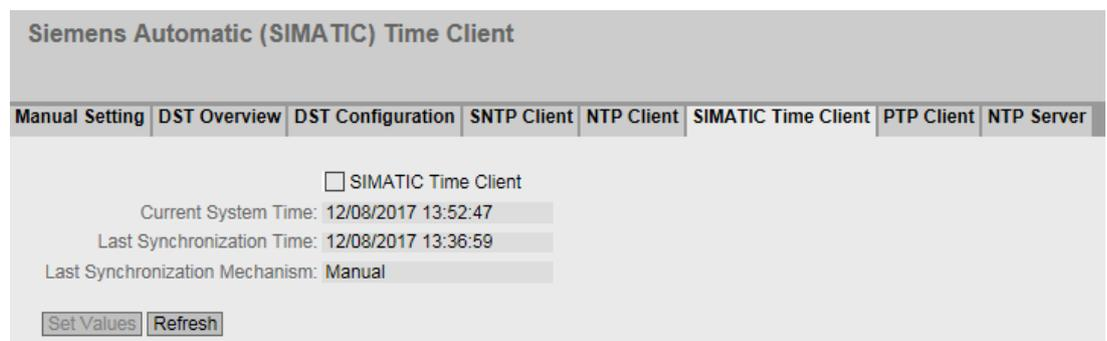 Siemens Automatic (SIMATIC) Time Client
Manual Setting DST Overview DST Configuration SNTP Client NTP Client SIMATIC Time Client PTP Client NTP Server
SIMATIC Time Client
Current System Time: 12/08/2017 13:52:47
Last Synchronization Time: 12/08/2017 13:36:59
Last Synchronization Mechanism: Manual
Set Values Refresh